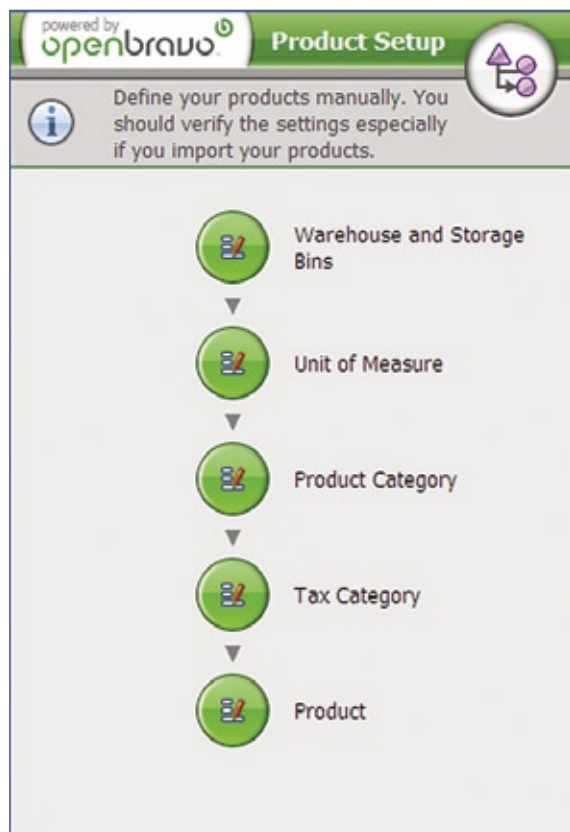 powered by
openbravo
Product Setup
Define your products manually. You
should verify the settings especially
if you import your products.
Warehouse and Storage
Bins
Unit of Measure
Product Category
Tax Category
Product